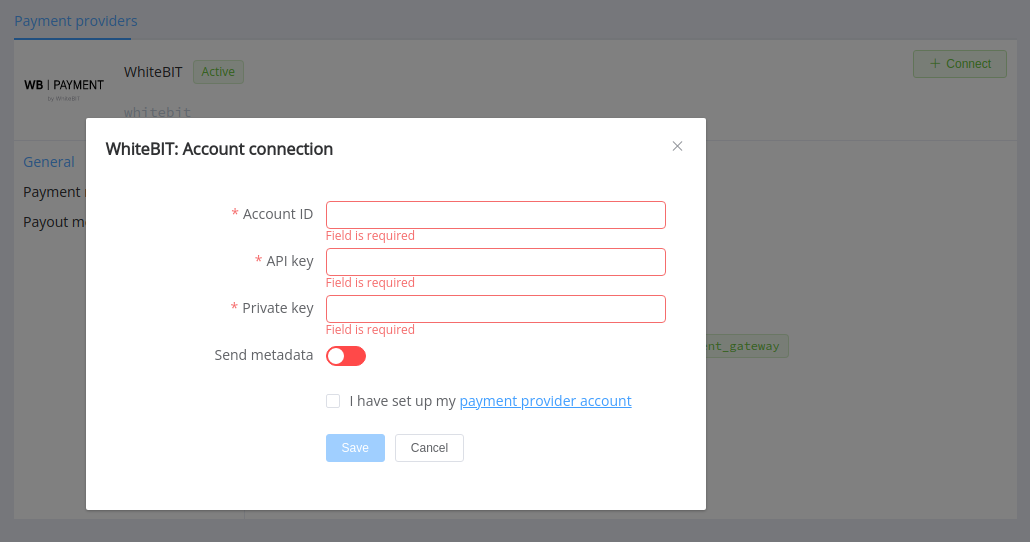 Payment providers
WB | PAYMENT
by WhiteBIT
WhiteBIT
Active
+ Connect
whitebit
General
Payment
Payout
WhiteBIT: Account connection
* Account ID
Field is required
* API key
Field is required
* Private key
Field is required
Send metadata
nt_gateway
I have set up my payment provider account
Save
Cancel